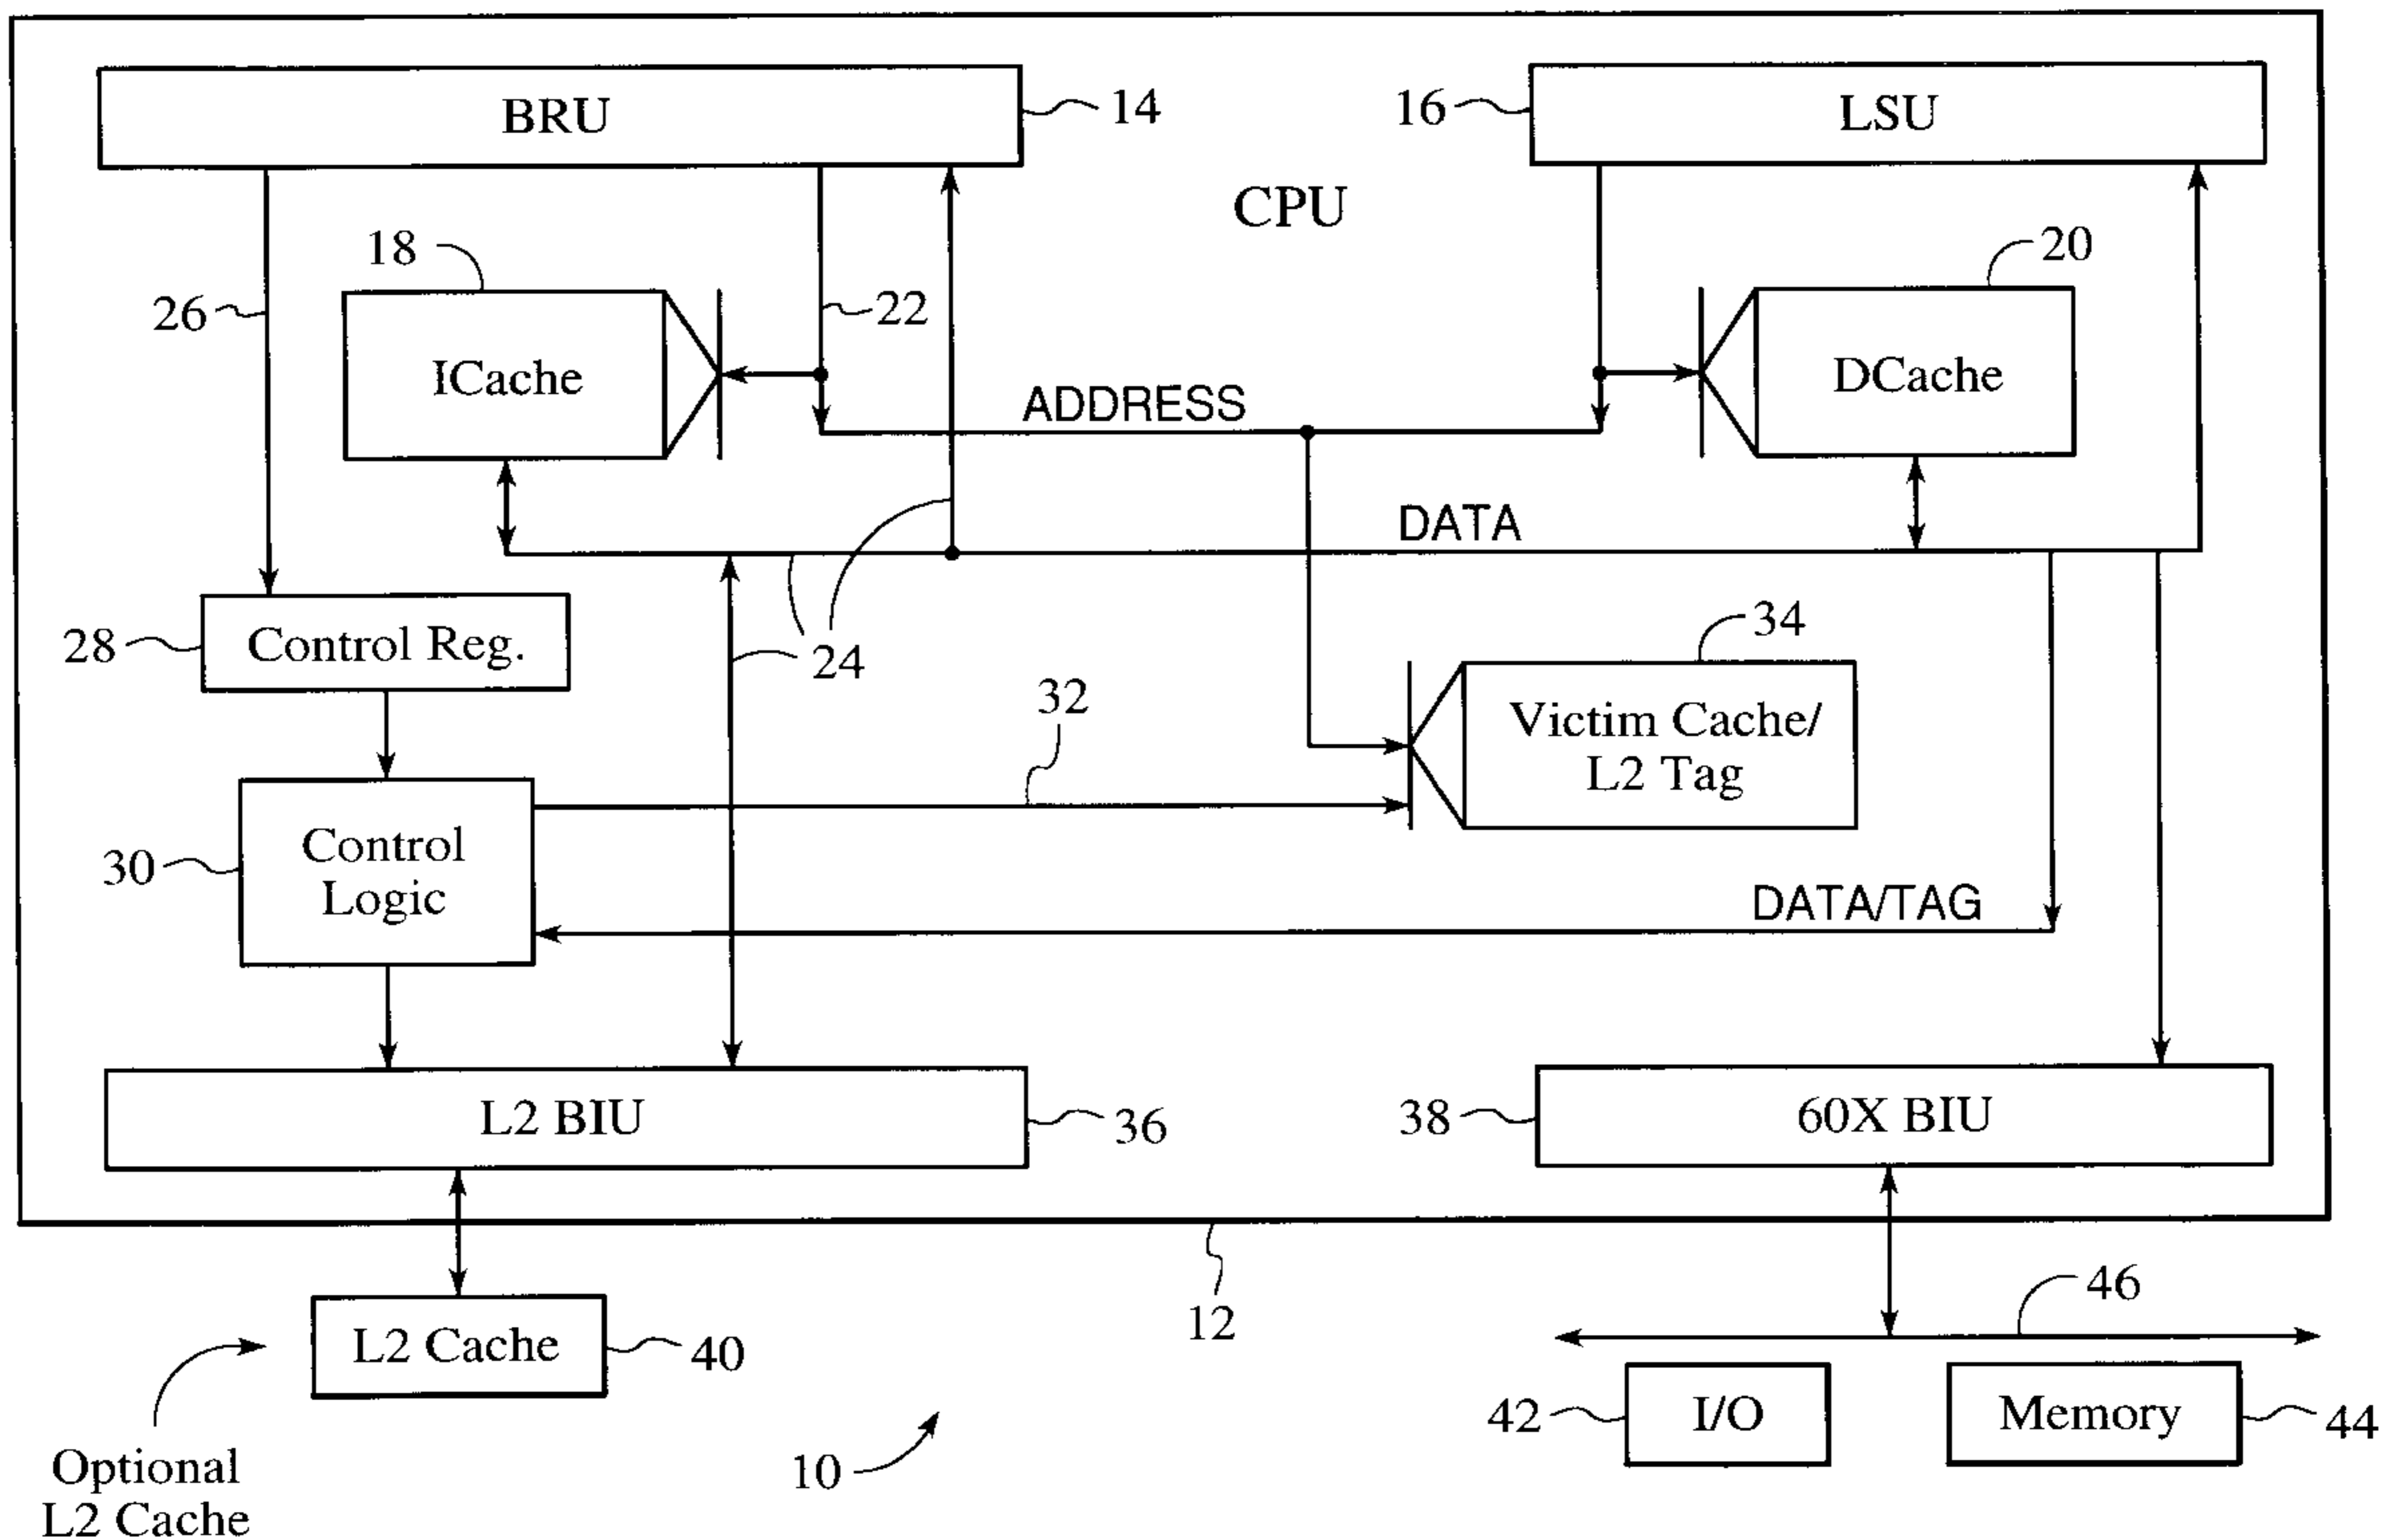 BRU
14
16
LSU
CPU
18
20
26
22
ICache
DCache
ADDRESS
DATA
28
Control Reg.
24
34
32
Victim Cache/
L2 Tag
30
Control
Logic
DATA/TAG
L2 BIU
36
38
60X BIU
12
46
L2 Cache
40
42
I/O
Memory
44
10
Optional
L2 Cache